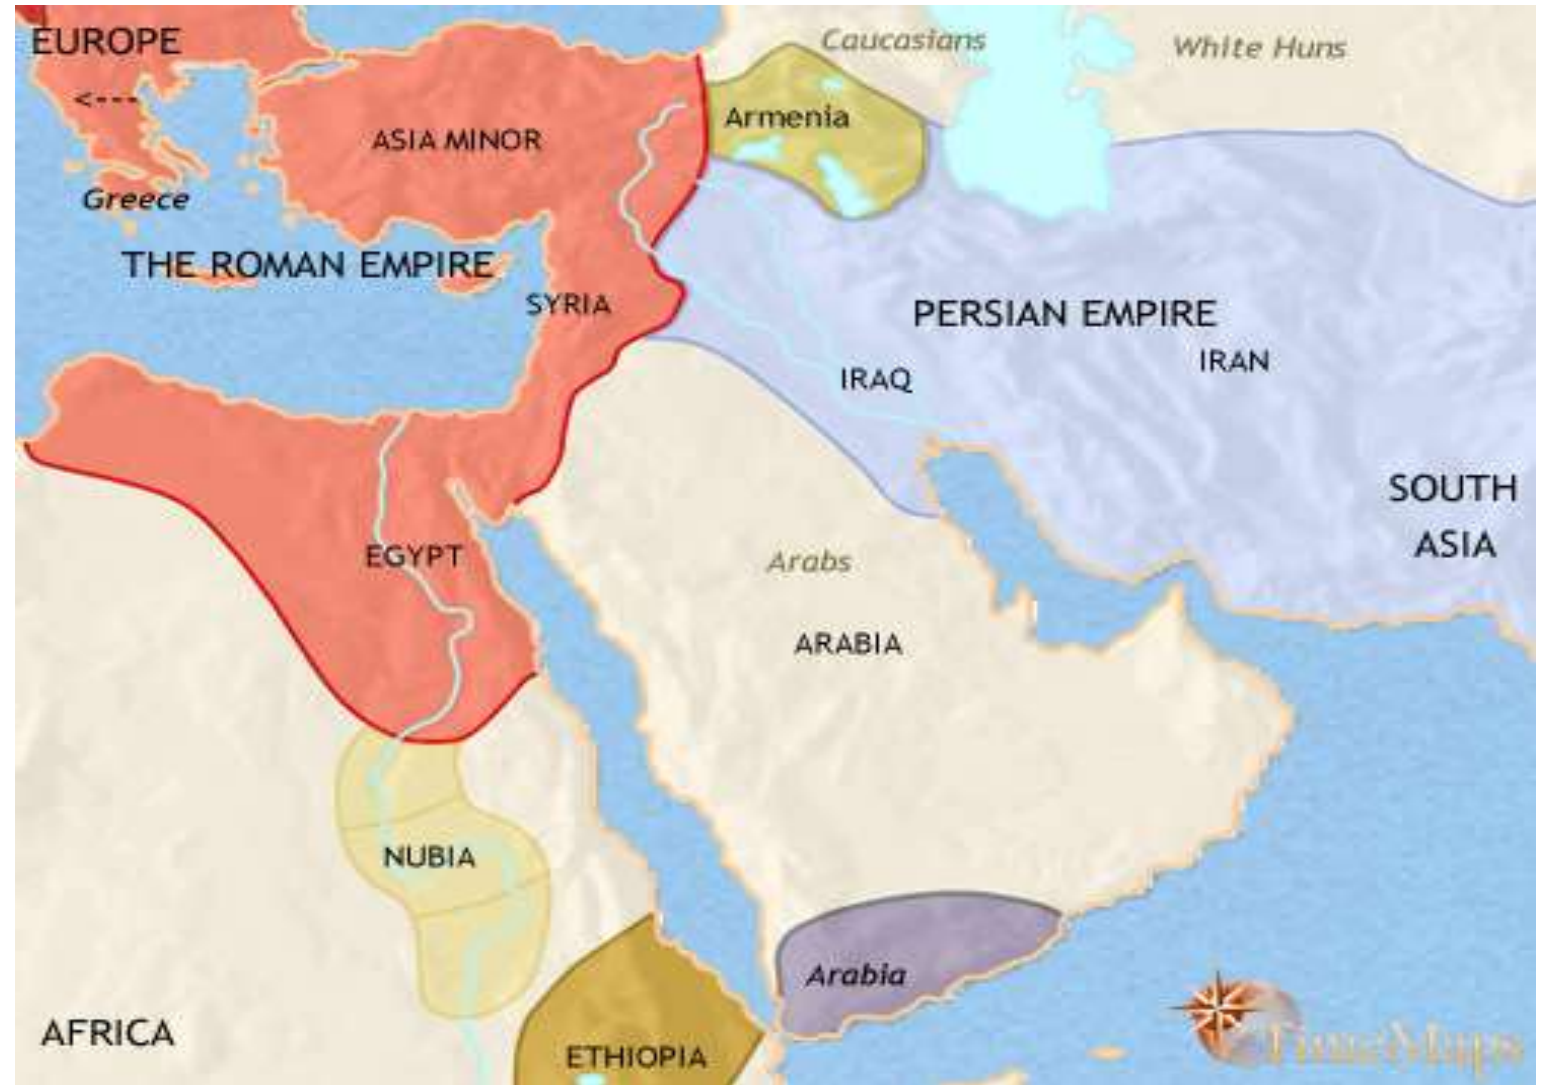 EUROPE
<---
Greece
ASIA MINOR
Armenia
Caucasians
White Huns
THE ROMAN EMPIRE
SYRIA
PERSIAN EMPIRE
IRAQ
IRAN
SOUTH
ASIA
EGYPT
Arabs
ARABIA
NUBIA
Arabia
AFRICA
ETHIOPIA
TimeMaps